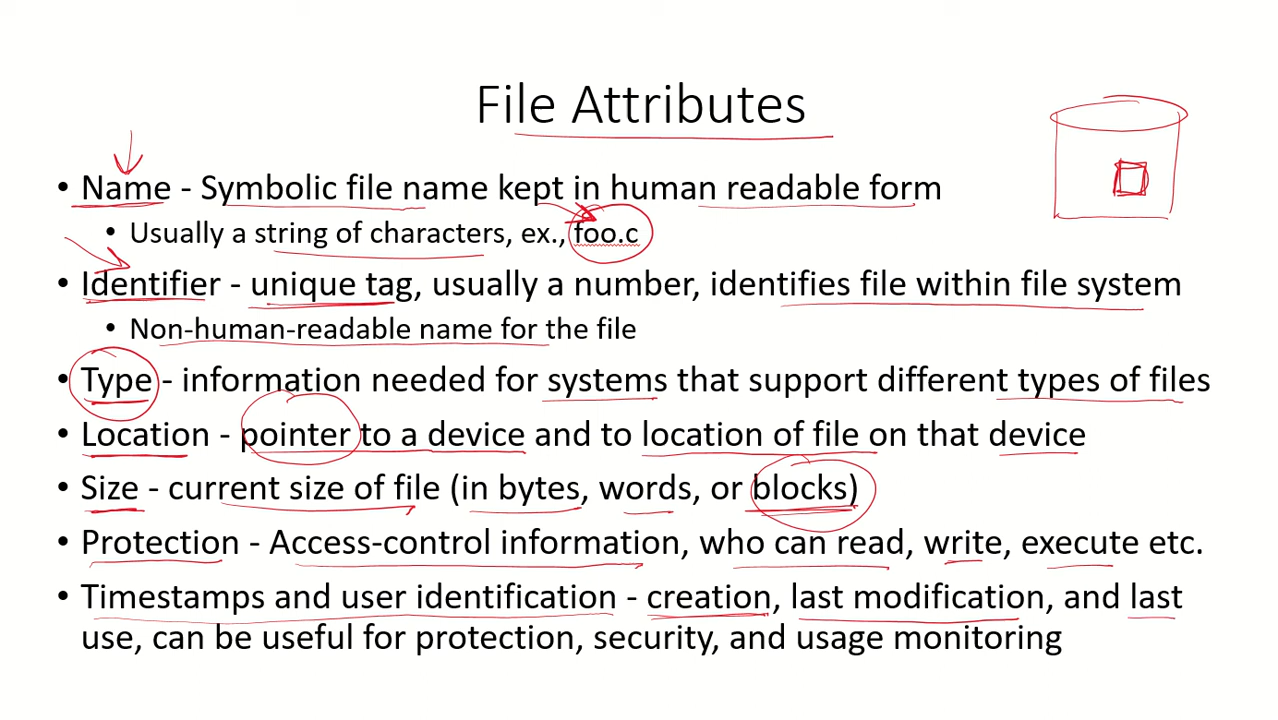 File Attributes
• Name - Symbolic file name kept in human readable form
• Usually a string of characters, ex., foo.c
• Identifier - unique tag, usually a number, identifies file within file system
• Non-human-readable name for the file
• Type - information needed for systems that support different types of files
• Location - pointer to a device and to location of file on that device
• Size - current size of file (in bytes, words, or blocks)
• Protection - Access-control information, who can read, write, execute etc.
• Timestamps and user identification - creation, last modification, and last
use, can be useful for protection, security, and usage monitoring